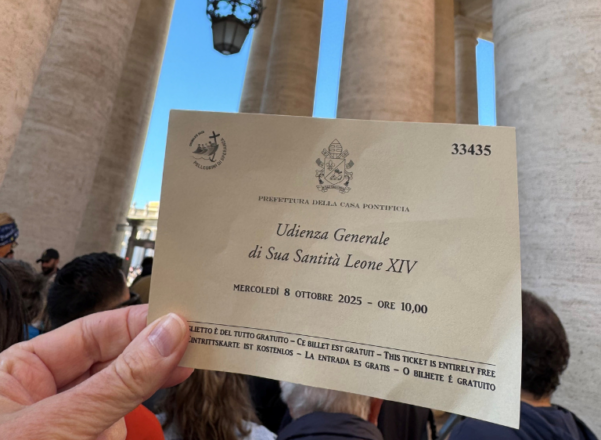 33435
PREFETTURA DELLA CASA PONTIFICIA
Udienza Generale
di Sua Santità Leone XIV
MERCOLEDÌ 8 OTTOBRE 2025 – ORE 10,00
È DEL TUTTO GRATUITO – CE BILLET EST GRATUIT – THIS TICKET IS ENTIRELY FREE
EINTRITTSKARTE IST KOSTENLOS – LA ENTRADA ES GRATIS – O BILHETE É GRATUITO